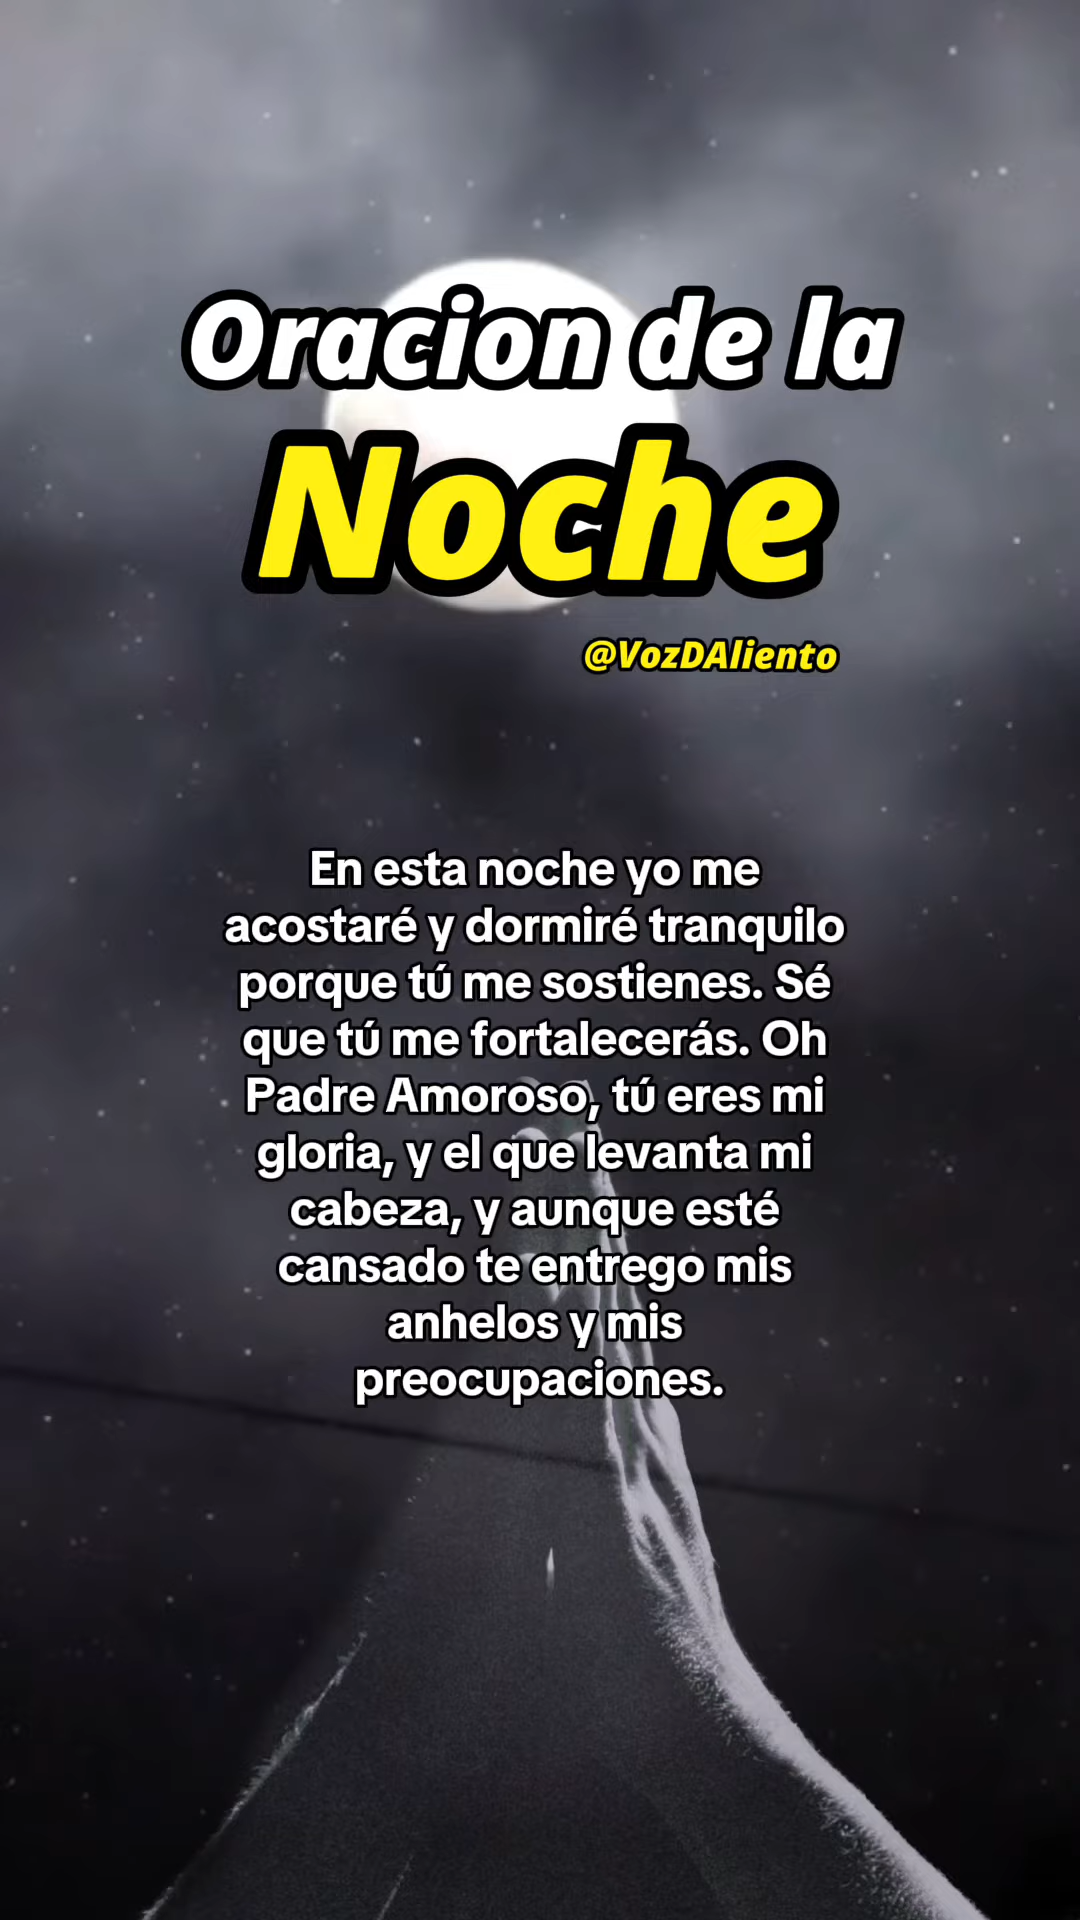 Oracion de la
Noche
@VozDAliento
En esta noche yo me
acostaré y dormiré tranquilo
porque tú me sostienes. Sé
que tú me fortalecerás. Oh
Padre Amoroso, tú eres mi
gloria, y el que levanta mi
cabeza, y aunque esté
cansado te entrego mis
anhelos y mis
preocupaciones.